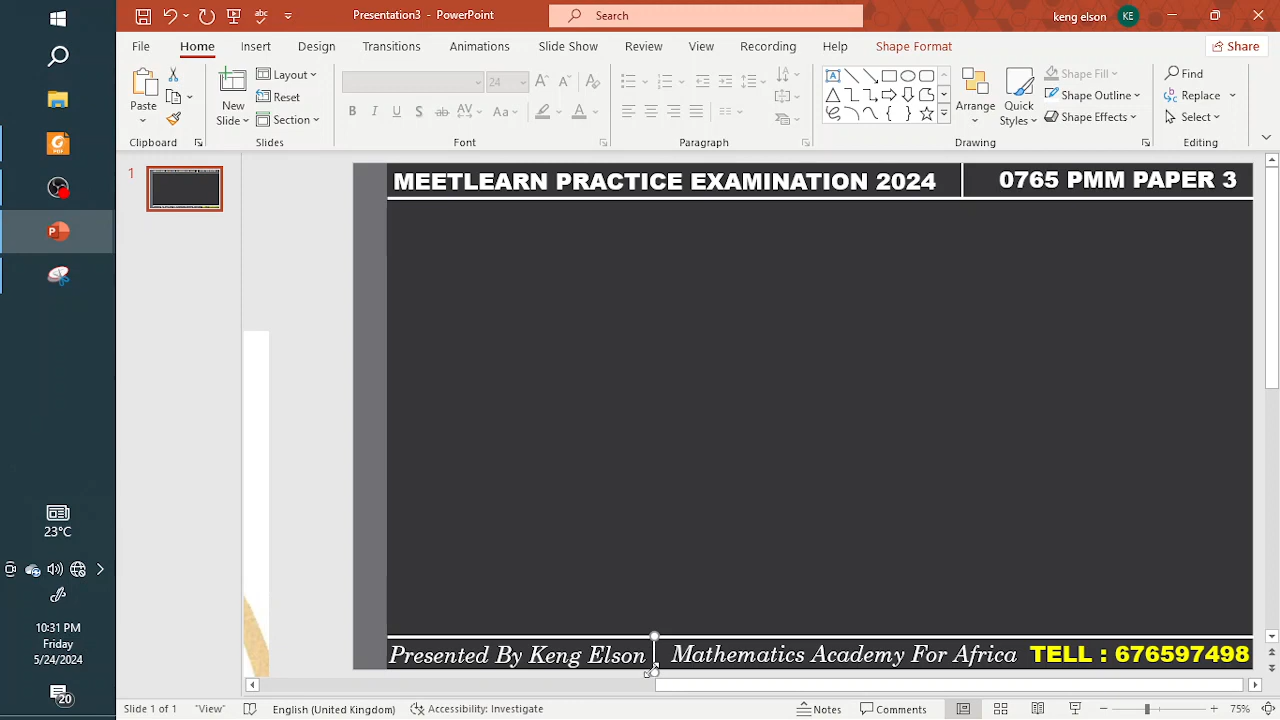 Presentation3 - PowerPoint
Search
keng elson
KE
File
Home
Insert
Design
Transitions
Animations
Slide Show
Review
View
Recording
Help
Shape Format
Share
Paste
New Slide
Layout
Reset
Section
24
Arrange
Quick Styles
Shape Fill
Shape Outline
Shape Effects
Find
Replace
Select
Clipboard
Slides
Font
Paragraph
Drawing
Editing
1
MEETLEARN PRACTICE EXAMINATION 2024
0765 PMM PAPER 3
Presented By Keng Elson
Mathematics Academy For Africa
TELL : 676597498
23°C
10:31 PM
Friday
5/24/2024
20
Slide 1 of 1
"View"
English (United Kingdom)
Accessibility: Investigate
Notes
Comments
75%